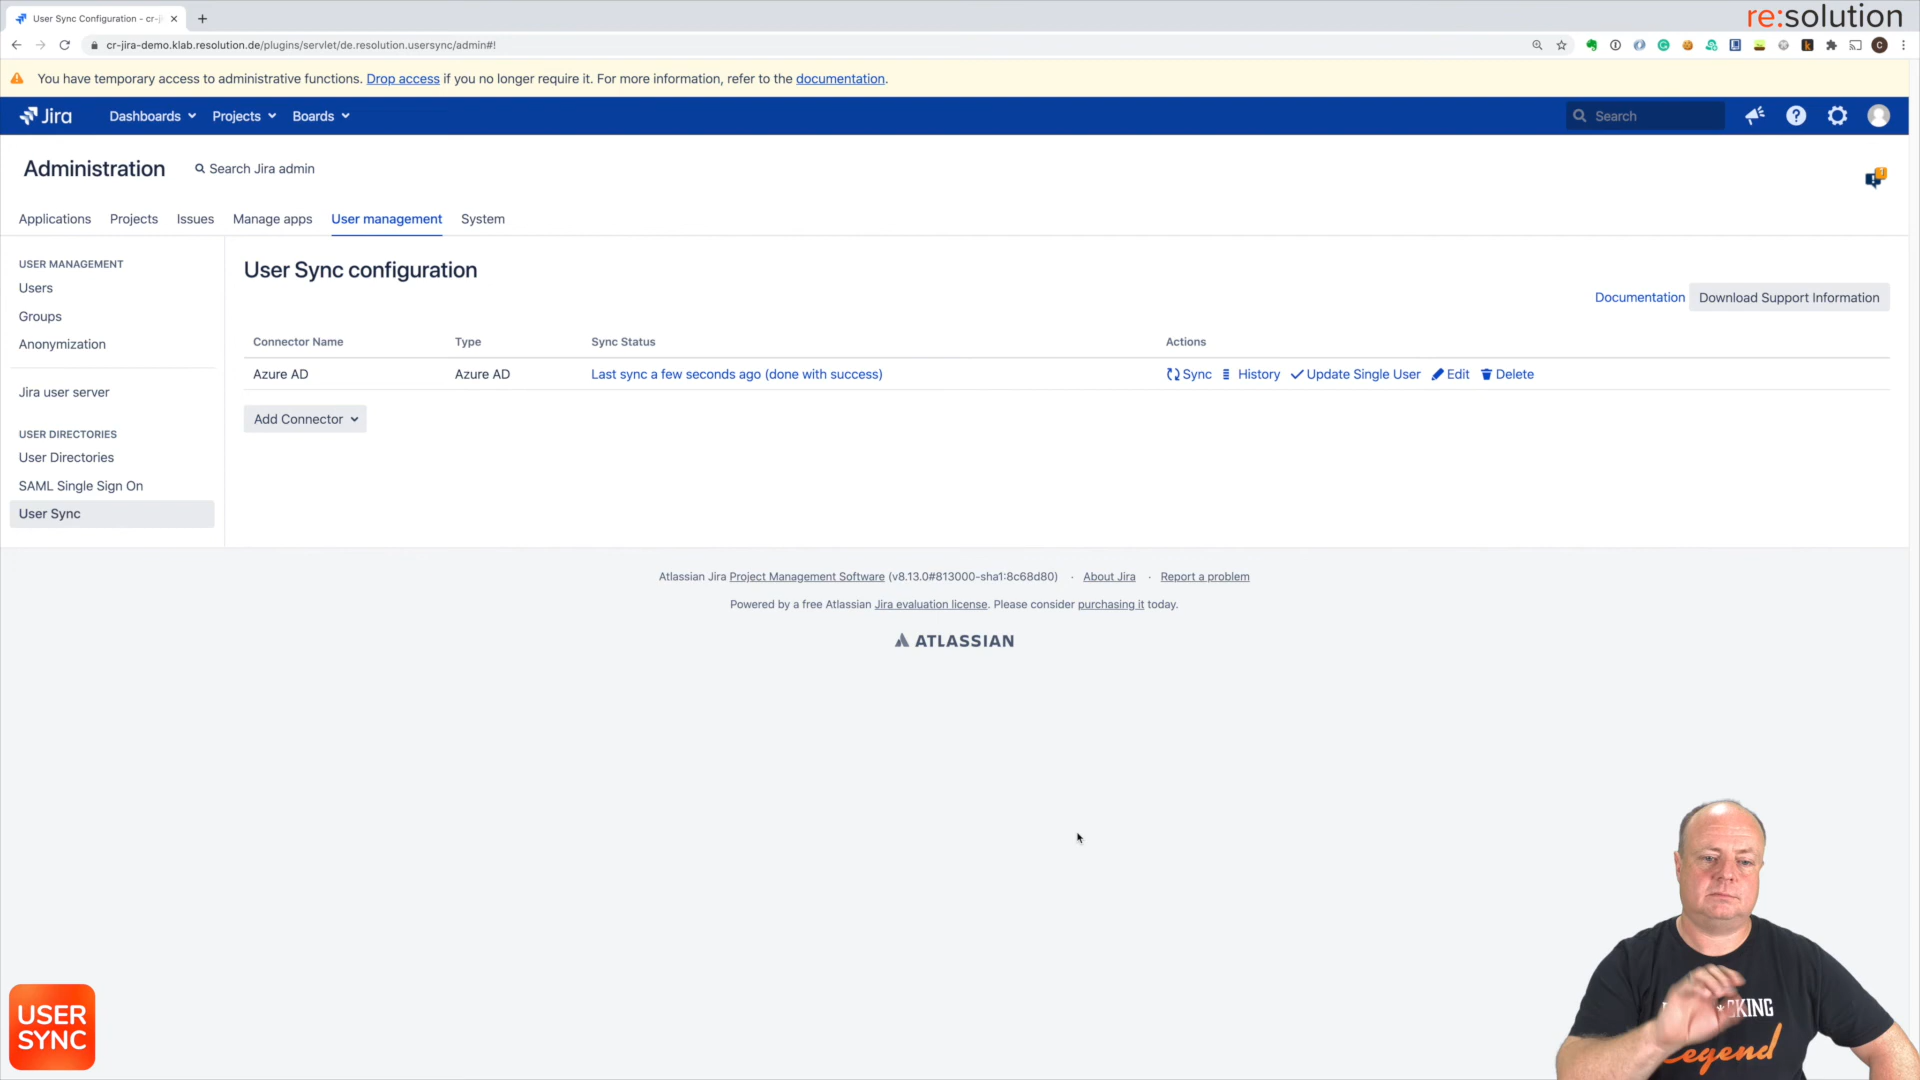 User Sync Configuration - cr-j
re:solution
cr-jira-demo.klab.resolution.de/plugins/servlet/de.resolution.usersync/admin#!
You have temporary access to administrative functions. Drop access if you no longer require it. For more information, refer to the documentation.
Jira Dashboards Projects Boards Search
Administration Search Jira admin
Applications Projects Issues Manage apps User management System
USER MANAGEMENT
Users
Groups
Anonymization
Jira user server
USER DIRECTORIES
User Directories
SAML Single Sign On
User Sync
User Sync configuration
Documentation Download Support Information
Connector Name Type Sync Status Actions
Azure AD Azure AD Last sync a few seconds ago (done with success) Sync History Update Single User Edit Delete
Add Connector
Atlassian Jira Project Management Software (v8.13.0#813000-sha1:8c68d80) · About Jira · Report a problem
Powered by a free Atlassian Jira evaluation license. Please consider purchasing it today.
ATLASSIAN
USER
SYNC
*CKING
Legend